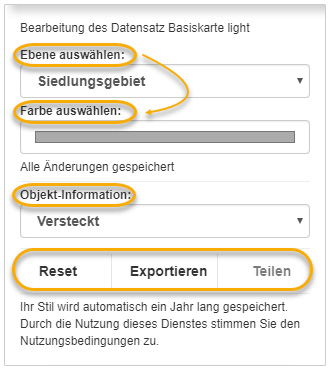 Bearbeitung des Datensatz Basiskarte light
Ebene auswählen:
Siedlungsgebiet
Farbe auswählen:
Alle Änderungen gespeichert
Objekt-Information:
Versteckt
Reset Exportieren Teilen
Ihr Stil wird automatisch ein Jahr lang gespeichert.
Durch die Nutzung dieses Dienstes stimmen Sie den
Nutzungsbedingungen zu.